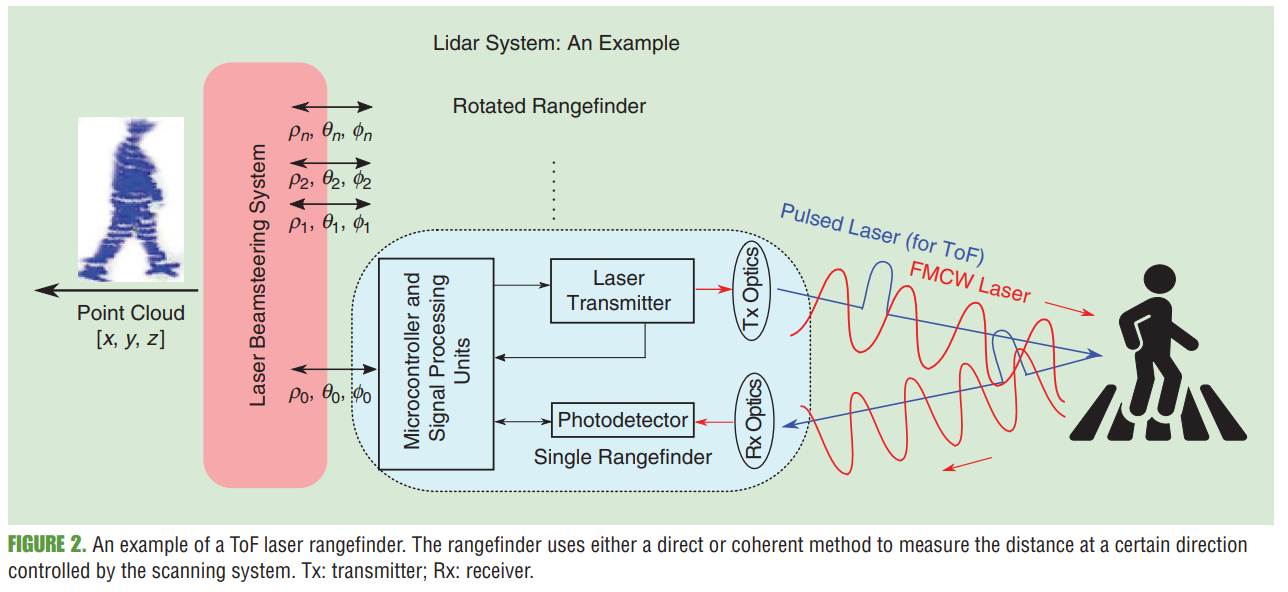 Lidar System: An Example
Rotated Rangefinder
Laser Beamsteering System
ρn, θn, ϕn
ρ2, θ2, ϕ2
ρ1, θ1, ϕ1
ρ0, θ0, ϕ0
Point Cloud
[x, y, z]
Microcontroller and
Signal Processing
Units
Laser
Transmitter
Tx Optics
Photodetector
Rx Optics
Single Rangefinder
Pulsed Laser (for ToF)
FMCW Laser
FIGURE 2. An example of a ToF laser rangefinder. The rangefinder uses either a direct or coherent method to measure the distance at a certain direction
controlled by the scanning system. Tx: transmitter; Rx: receiver.